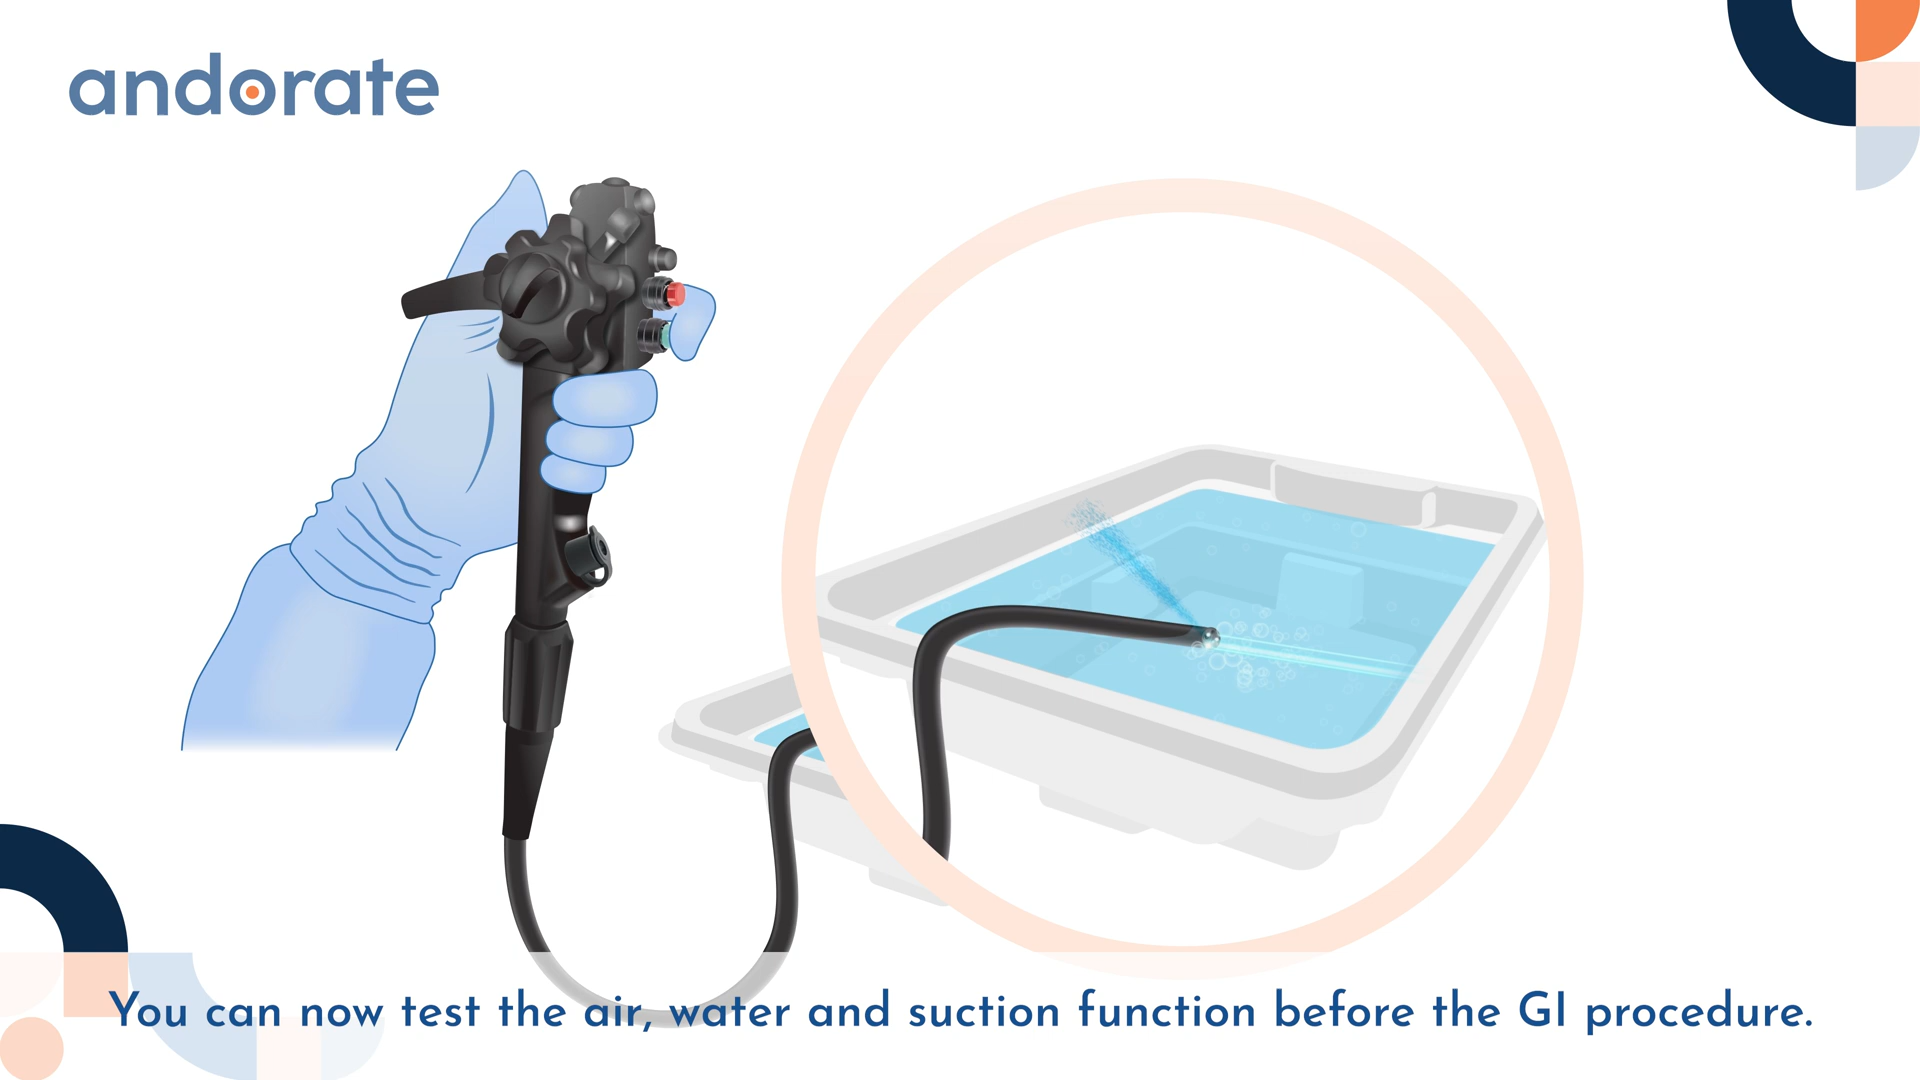 andorate
You can now test the air, water and suction function before the GI procedure.